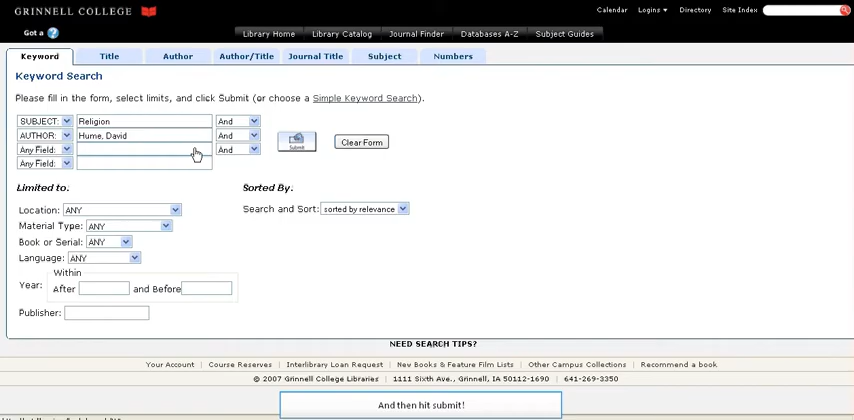 GRINNELL COLLEGE
Calendar Logins Directory Site Index
Got a ?
Library Home Library Catalog Journal Finder Databases A-Z Subject Guides
Keyword Title Author Author/Title Journal Title Subject Numbers
Keyword Search
Please fill in the form, select limits, and click Submit (or choose a Simple Keyword Search).
SUBJECT: Religion And
AUTHOR: Hume, David And
Any Field: And
Any Field:
Submit Clear Form
Limited to: Sorted By:
Location: ANY Search and Sort: sorted by relevance
Material Type: ANY
Book or Serial: ANY
Language: ANY
Within
Year: After and Before
Publisher:
NEED SEARCH TIPS?
Your Account | Course Reserves | Interlibrary Loan Request | New Books & Feature Film Lists | Other Campus Collections | Recommend a book
© 2007 Grinnell College Libraries | 1111 Sixth Ave., Grinnell, IA 50112-1690 | 641-269-3350
And then hit submit!